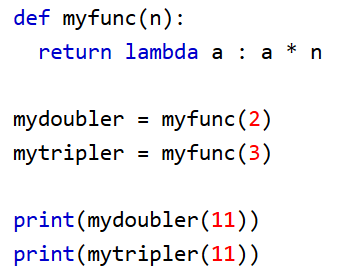 def myfunc(n):
  return lambda a : a * n

mydoubler = myfunc(2)
mytripler = myfunc(3)

print(mydoubler(11))
print(mytripler(11))